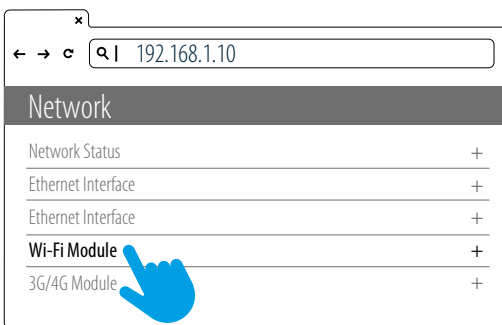 192.168.1.10
Network
Network Status +
Ethernet Interface +
Ethernet Interface +
Wi-Fi Module +
3G/4G Module +